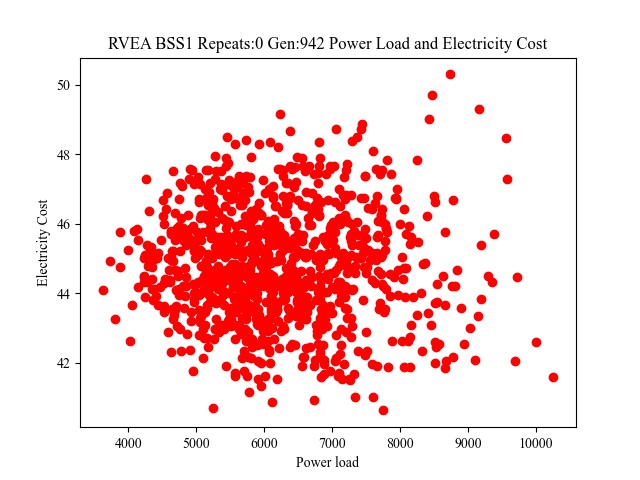 RVEA BSS1 Repeats:0 Gen:942 Power Load and Electricity Cost
Electricity Cost
50
48
46
44
42
4000 5000 6000 7000 8000 9000 10000
Power load